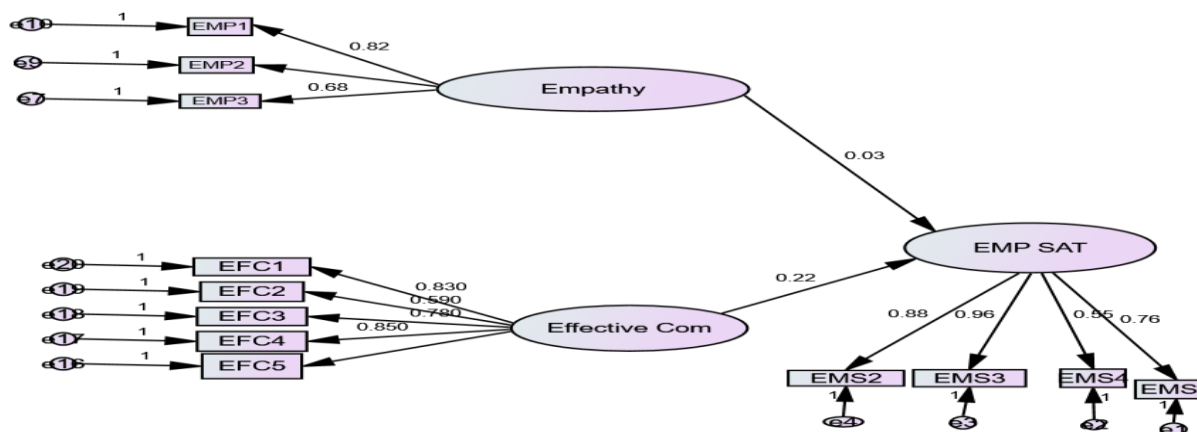 1
EMP1
0.82
e9
1
EMP2
e7
1
EMP3
0.68
Empathy
0.03
EMP SAT
1
EFC1
0.830
1
EFC2
0.590
1
EFC3
0.780
1
EFC4
0.850
1
EFC5
Effective Com
0.22
0.88
0.96
0.55
0.76
EMS2
EMS3
EMS4
EMS
1
1
1
1
e4
e3
e2
e1